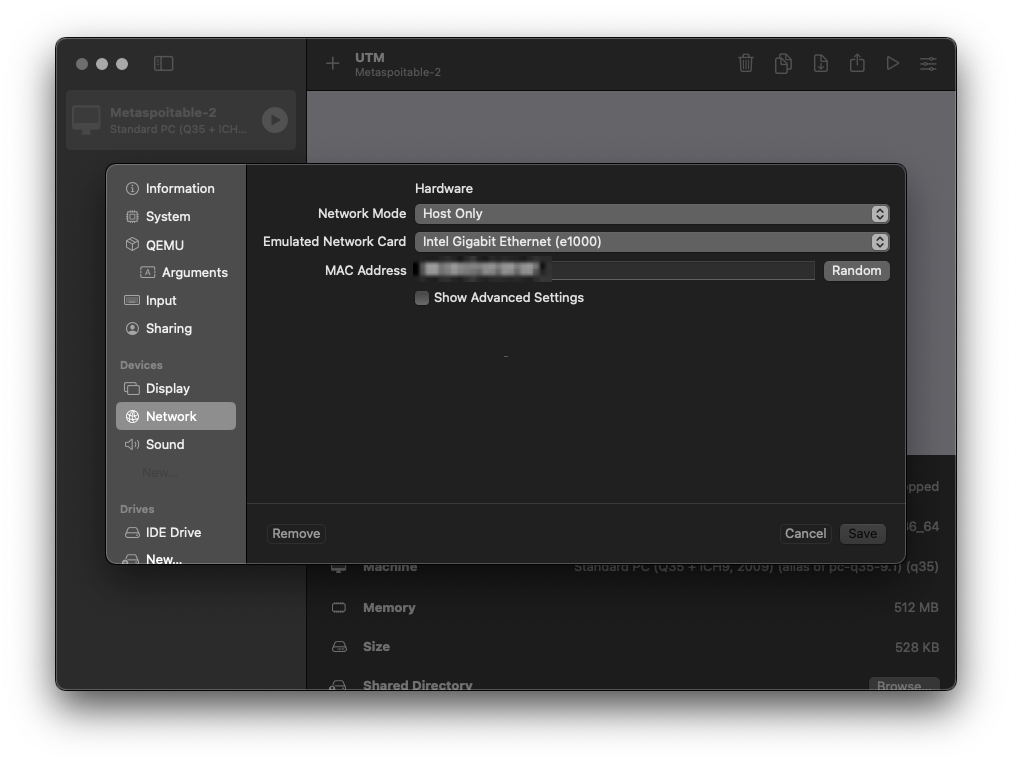 UTM
Metaspoitable-2
Metaspoitable-2
Standard PC (Q35 + ICH...
Information
System
QEMU
Arguments
Input
Sharing
Devices
Display
Network
Sound
New...
Drives
IDE Drive
New...
Hardware
Network Mode Host Only
Emulated Network Card Intel Gigabit Ethernet (e1000)
MAC Address Random
Show Advanced Settings
Remove Cancel Save
opped
86_64
Machine Standard PC (Q35 + ICH9, 2009) (alias of pc-q35-9.1) (q35)
Memory 512 MB
Size 528 KB
Shared Directory Browse...